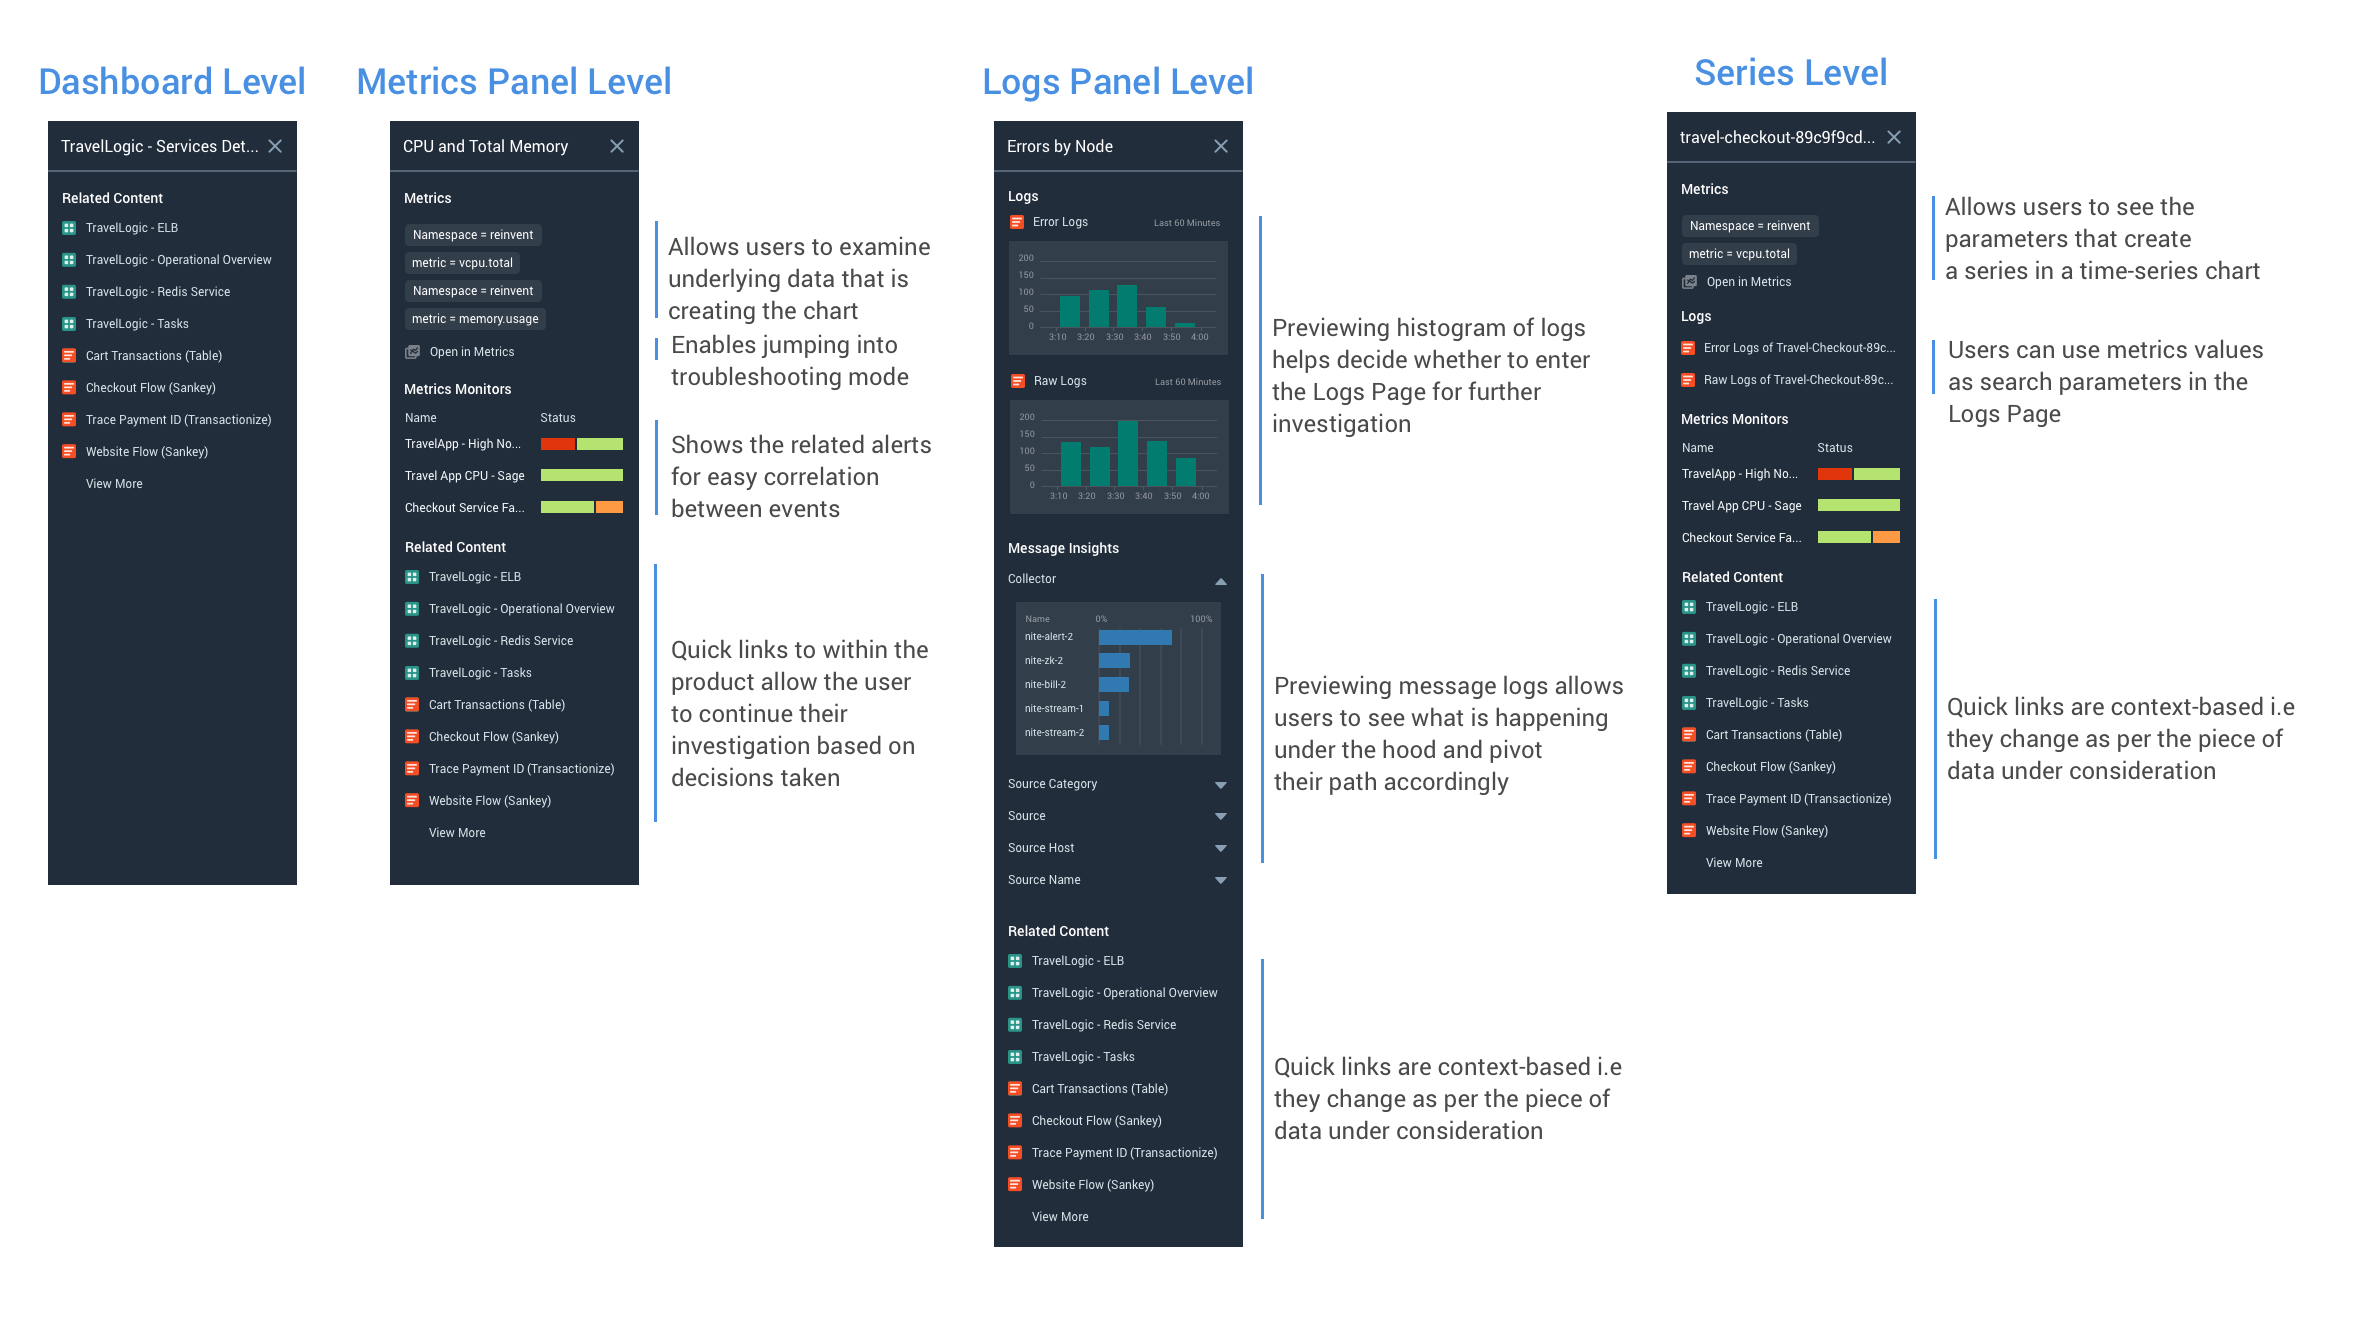 Dashboard Level
TravelLogic - Services Det...
Related Content
TravelLogic - ELB
TravelLogic - Operational Overview
TravelLogic - Redis Service
TravelLogic - Tasks
Cart Transactions (Table)
Checkout Flow (Sankey)
Trace Payment ID (Transactionize)
Website Flow (Sankey)
View More
Metrics Panel Level
CPU and Total Memory
Metrics
Namespace = reinvent
metric = vcpu.total
Namespace = reinvent
metric = memory.usage
Open in Metrics
Metrics Monitors
Name Status
TravelApp - High No...
Travel App CPU - Sage
Checkout Service Fa...
Related Content
TravelLogic - ELB
TravelLogic - Operational Overview
TravelLogic - Redis Service
TravelLogic - Tasks
Cart Transactions (Table)
Checkout Flow (Sankey)
Trace Payment ID (Transactionize)
Website Flow (Sankey)
View More
Allows users to examine
underlying data that is
creating the chart
Enables jumping into
troubleshooting mode
Shows the related alerts
for easy correlation
between events
Quick links to within the
product allow the user
to continue their
investigation based on
decisions taken
Logs Panel Level
Errors by Node
Logs
Error Logs Last 60 Minutes
200
150
100
50
0
3:10 3:20 3:30 3:40 3:50 4:00
Raw Logs Last 60 Minutes
200
150
100
50
0
3:10 3:20 3:30 3:40 3:50 4:00
Message Insights
Collector
Name 0% 100%
nite-alert-2
nite-zk-2
nite-bill-2
nite-stream-1
nite-stream-2
Source Category
Source
Source Host
Source Name
Related Content
TravelLogic - ELB
TravelLogic - Operational Overview
TravelLogic - Redis Service
TravelLogic - Tasks
Cart Transactions (Table)
Checkout Flow (Sankey)
Trace Payment ID (Transactionize)
Website Flow (Sankey)
View More
Previewing histogram of logs
helps decide whether to enter
the Logs Page for further
investigation
Previewing message logs allows
users to see what is happening
under the hood and pivot
their path accordingly
Quick links are context-based i.e
they change as per the piece of
data under consideration
Series Level
travel-checkout-89c9f9cd...
Metrics
Namespace = reinvent
metric = vcpu.total
Open in Metrics
Logs
Error Logs of Travel-Checkout-89c...
Raw Logs of Travel-Checkout-89c...
Metrics Monitors
Name Status
TravelApp - High No...
Travel App CPU - Sage
Checkout Service Fa...
Related Content
TravelLogic - ELB
TravelLogic - Operational Overview
TravelLogic - Redis Service
TravelLogic - Tasks
Cart Transactions (Table)
Checkout Flow (Sankey)
Trace Payment ID (Transactionize)
Website Flow (Sankey)
View More
Allows users to see the
parameters that create
a series in a time-series chart
Users can use metrics values
as search parameters in the
Logs Page
Quick links are context-based i.e
they change as per the piece of
data under consideration